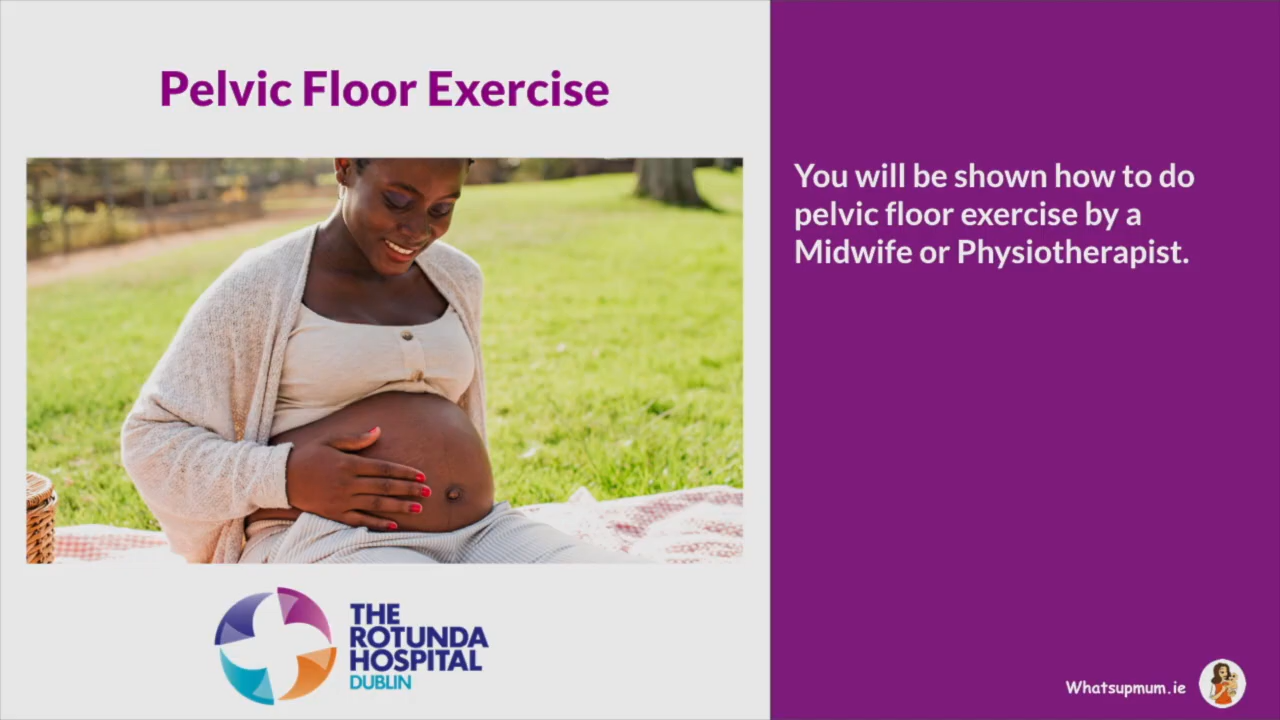 Pelvic Floor Exercise
You will be shown how to do
pelvic floor exercise by a
Midwife or Physiotherapist.
THE
ROTUNDA
HOSPITAL
DUBLIN
Whatsupmum.ie